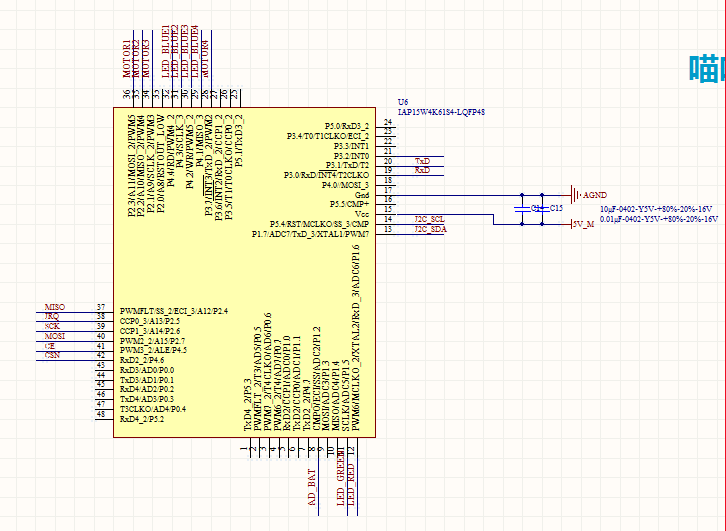 MOTOR1
MOTOR2
MOTOR3
LED_BLUE1
LED_BLUE2
LED_BLUE3
LED_BLUE4
MOTOR4
36
35
34
33
32
31
30
29
28
27
26
25
喵
U6
IAP15W4K61S4-LQFP48
P2.3/A11/MOSI_2/PWM5
P2.2/A10/MISO_2/PWM4
P2.1/A9/SCLK_2/PWM3
P2.0/A8/RSTOUT_LOW
P4.4/RD/PWM4_2
P4.3/SCLK_3
P4.2/WR/PWM5_2
P4.1/MISO_3
P3.7/INT3/TxD_2/PWM2
P3.6/INT2/RxD_2/CCP1_2
P3.5/T1/T0CLKO/CCP0_2
P5.1/TxD3_2
P5.0/RxD3_2 24
P3.4/T0/T1CLKO/ECI_2 23
P3.3/INT1 22
P3.2/INT0 21
P3.1/TxD/T2 20 TxD
P3.0/RxD/INT4/T2CLKO 19 RxD
P4.0/MOSI_3 18
Gnd 17
P5.5/CMP+ 16
Vcc 15
P5.4/RST/MCLKO/SS_3/CMP 14 I2C_SCL
P1.7/ADC7/TxD_3/XTAL1/PWM7 13 I2C_SDA
AGND
C15
10µF-0402-Y5V-+80%-20%-16V
0.01µF-0402-Y5V-+80%-20%-16V
5V_M
MISO 37 PWMFLT/SS_2/ECI_3/A12/P2.4
IRQ 38 CCP0_3/A13/P2.5
SCK 39 CCP1_3/A14/P2.6
MOSI 40 PWM2_2/A15/P2.7
CE 41 PWM3_2/ALE/P4.5
CSN 42 RxD2_2/P4.6
43 RxD3/AD0/P0.0
44 TxD3/AD1/P0.1
45 RxD4/AD2/P0.2
46 TxD4/AD3/P0.3
47 T3CLKO/AD4/P0.4
48 RxD4_2/P5.2
TxD4_2/P5.3
PWMFLT_2/T3/AD5/P0.5
PWM7_2/T4CLKO/AD6/P0.6
PWM6_2/T4/AD7/P0.7
RxD2/CCP1/ADC0/P1.0
TxD2/CCP0/ADC1/P1.1
TxD2_2/P4.7
CMPO/ECI/SS/ADC2/P1.2
MOSI/ADC3/P1.3
MISO/ADC4/P1.4
SCLK/ADC5/P1.5
PWM6/MCLKO_2/XTAL2/RxD_3/ADC6/P1.6
1
2
3
4
5
6
7
8
9
10
12
AD_BAT
LED_GREEN
LED_RED